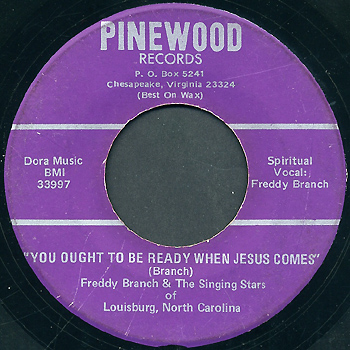 PINEWOOD
RECORDS
P. O. Box 5241
Chesapeake, Virginia 23324
(Best On Wax)
Dora Music
BMI
33997
Spiritual
Vocal:
Freddy Branch
"YOU OUGHT TO BE READY WHEN JESUS COMES"
(Branch)
Freddy Branch & The Singing Stars
of
Louisburg, North Carolina